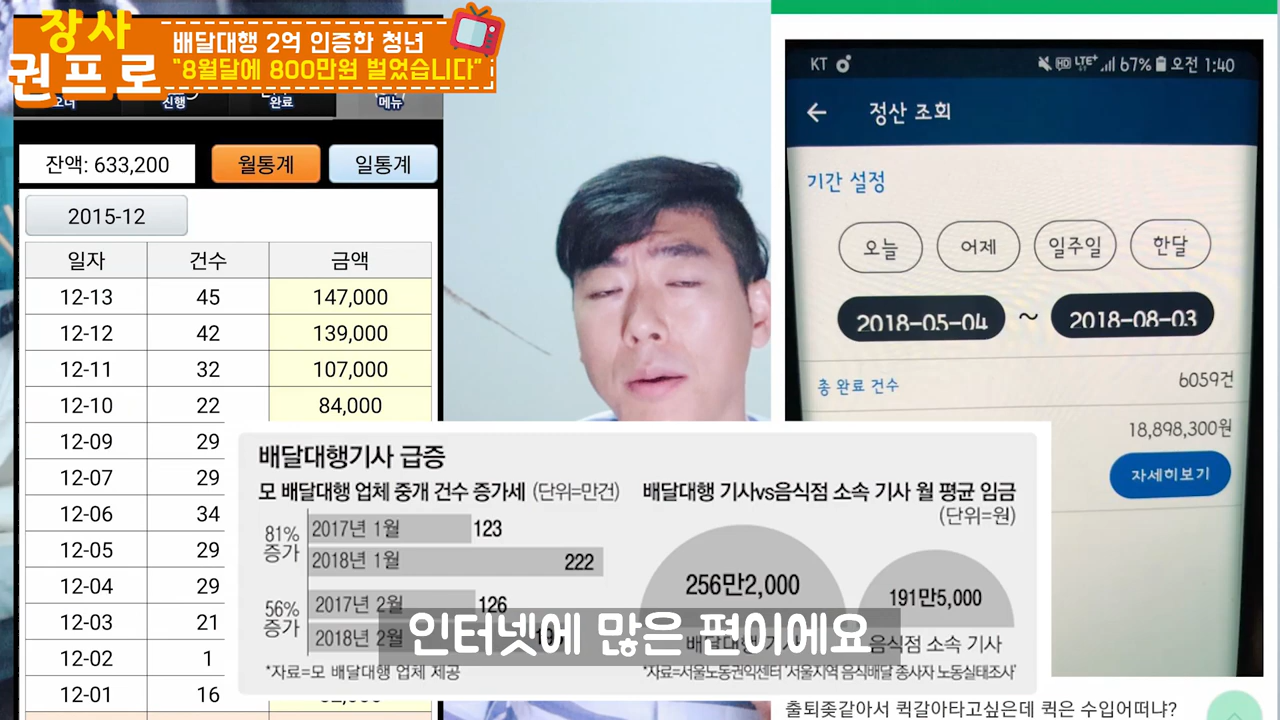 장사
권프로
배달대행 2억 인증한 청년
"8월달에 800만원 벌었습니다"
진행
완료
메뉴
잔액: 633,200
월통계
일통계
2015-12
일자 건수 금액
12-13 45 147,000
12-12 42 139,000
12-11 32 107,000
12-10 22 84,000
12-09 29
12-07 29
12-06 34
12-05 29
12-04 29
12-03 21
12-02 1
12-01 16
KT HD LTE+ 67% 오전 1:40
정산 조회
기간 설정
오늘 어제 일주일 한달
2018-05-04 ~ 2018-08-03
총 완료 건수 6059건
18,898,300원
자세히보기
출퇴좆같아서 퀵갈아타고싶은데 퀵은 수입어떠냐?
배달대행기사 급증
모 배달대행 업체 중개 건수 증가세 (단위=만건)
81% 증가
2017년 1월 123
2018년 1월 222
56% 증가
2017년 2월 126
2018년 2월
*자료=모 배달대행 업체 제공
배달대행 기사vs음식점 소속 기사 월 평균 임금
(단위=원)
256만2,000
191만5,000
배달대행 기사
음식점 소속 기사
*자료=서울노동권익센터 '서울지역 음식배달 종사자 노동실태조사'
인터넷에 많은 편이에요